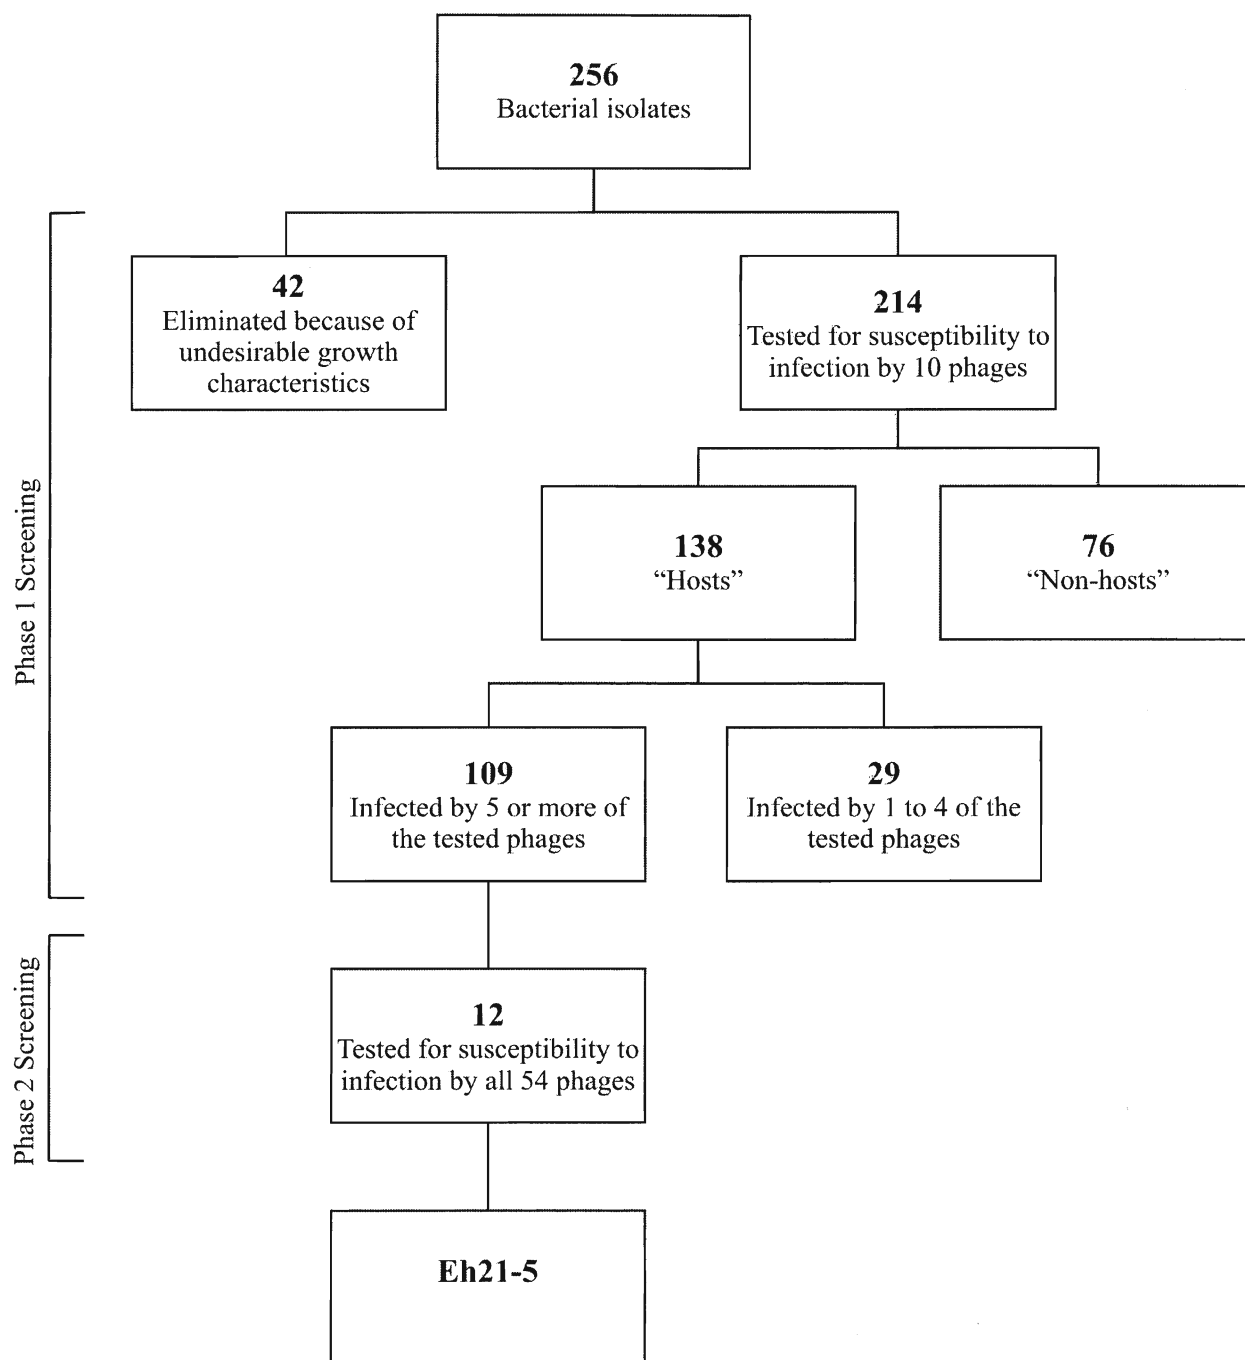 256
Bacterial isolates
42
Eliminated because of
undesirable growth
characteristics
214
Tested for susceptibility to
infection by 10 phages
Phase 1 Screening
138
“Hosts”
76
“Non-hosts”
109
Infected by 5 or more of
the tested phages
29
Infected by 1 to 4 of the
tested phages
Phase 2 Screening
12
Tested for susceptibility to
infection by all 54 phages
Eh21-5